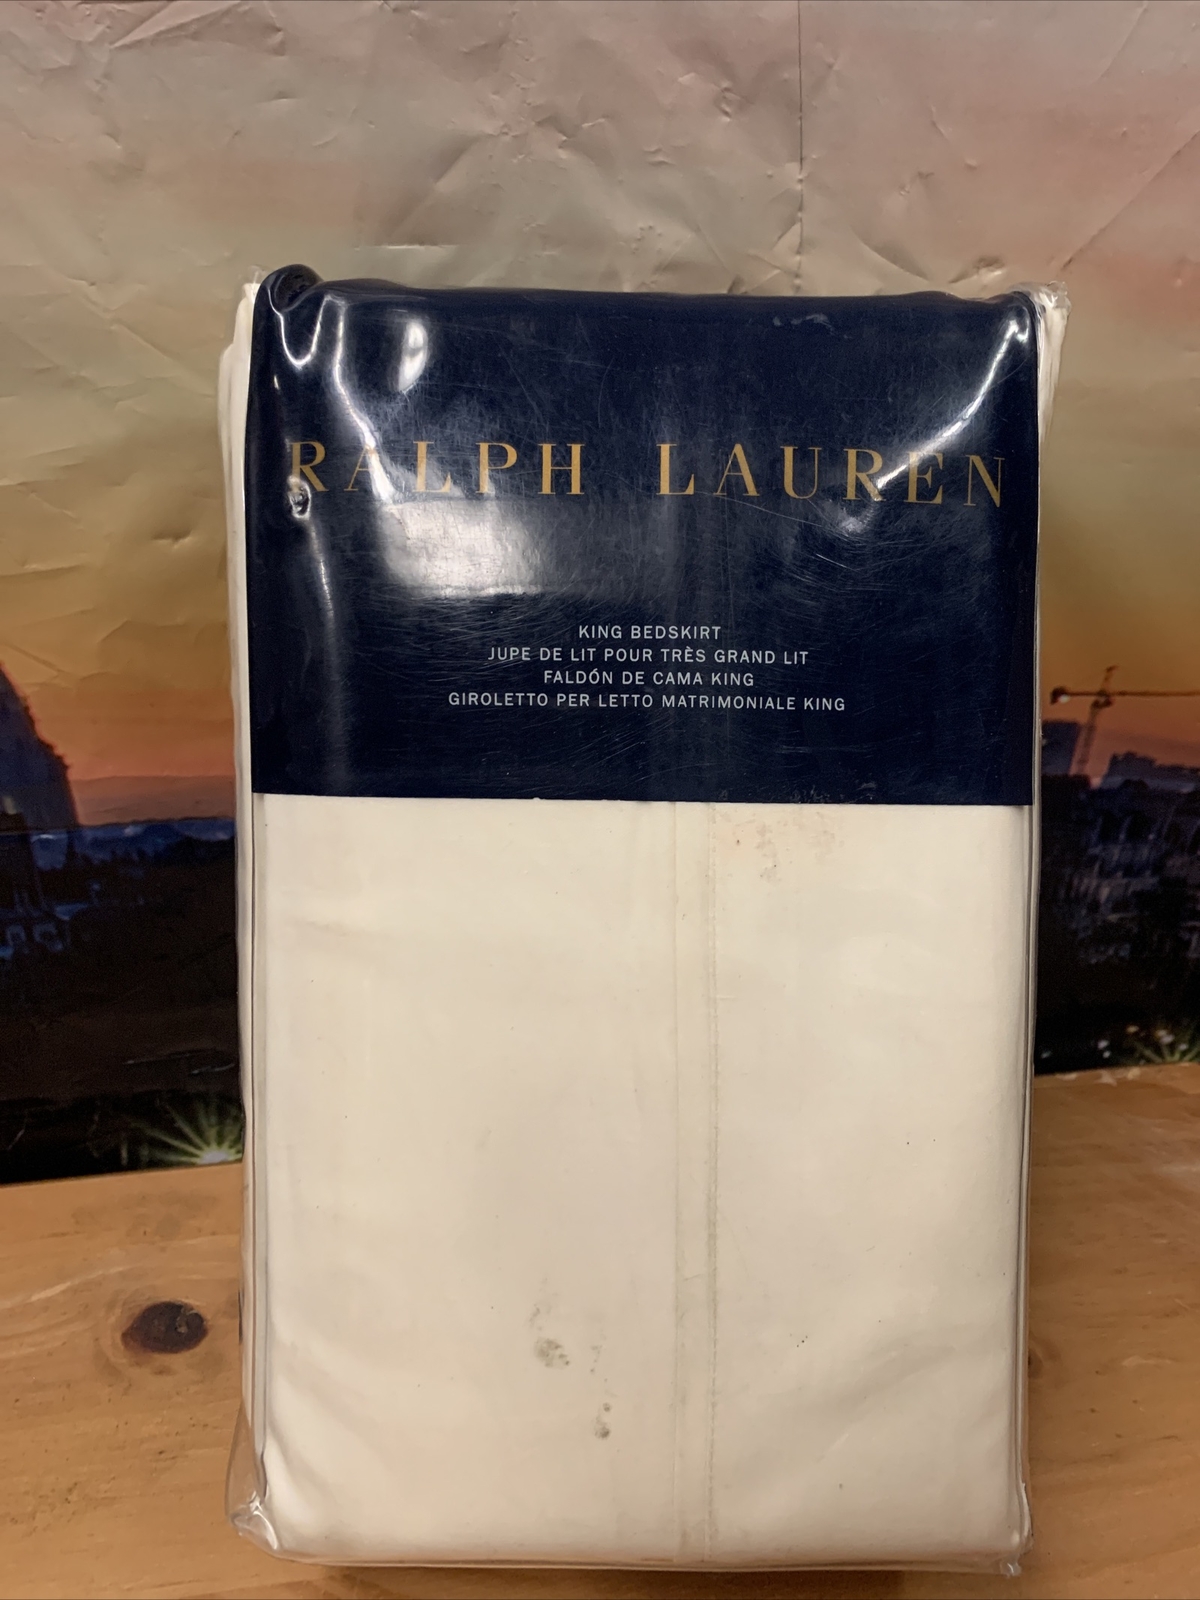 RALPH LAUREN
KING BEDSKIRT
JUPE DE LIT POUR TRÈS GRAND LIT
FALDÓN DE CAMA KING
GIROLETTO PER LETTO MATRIMONIALE KING